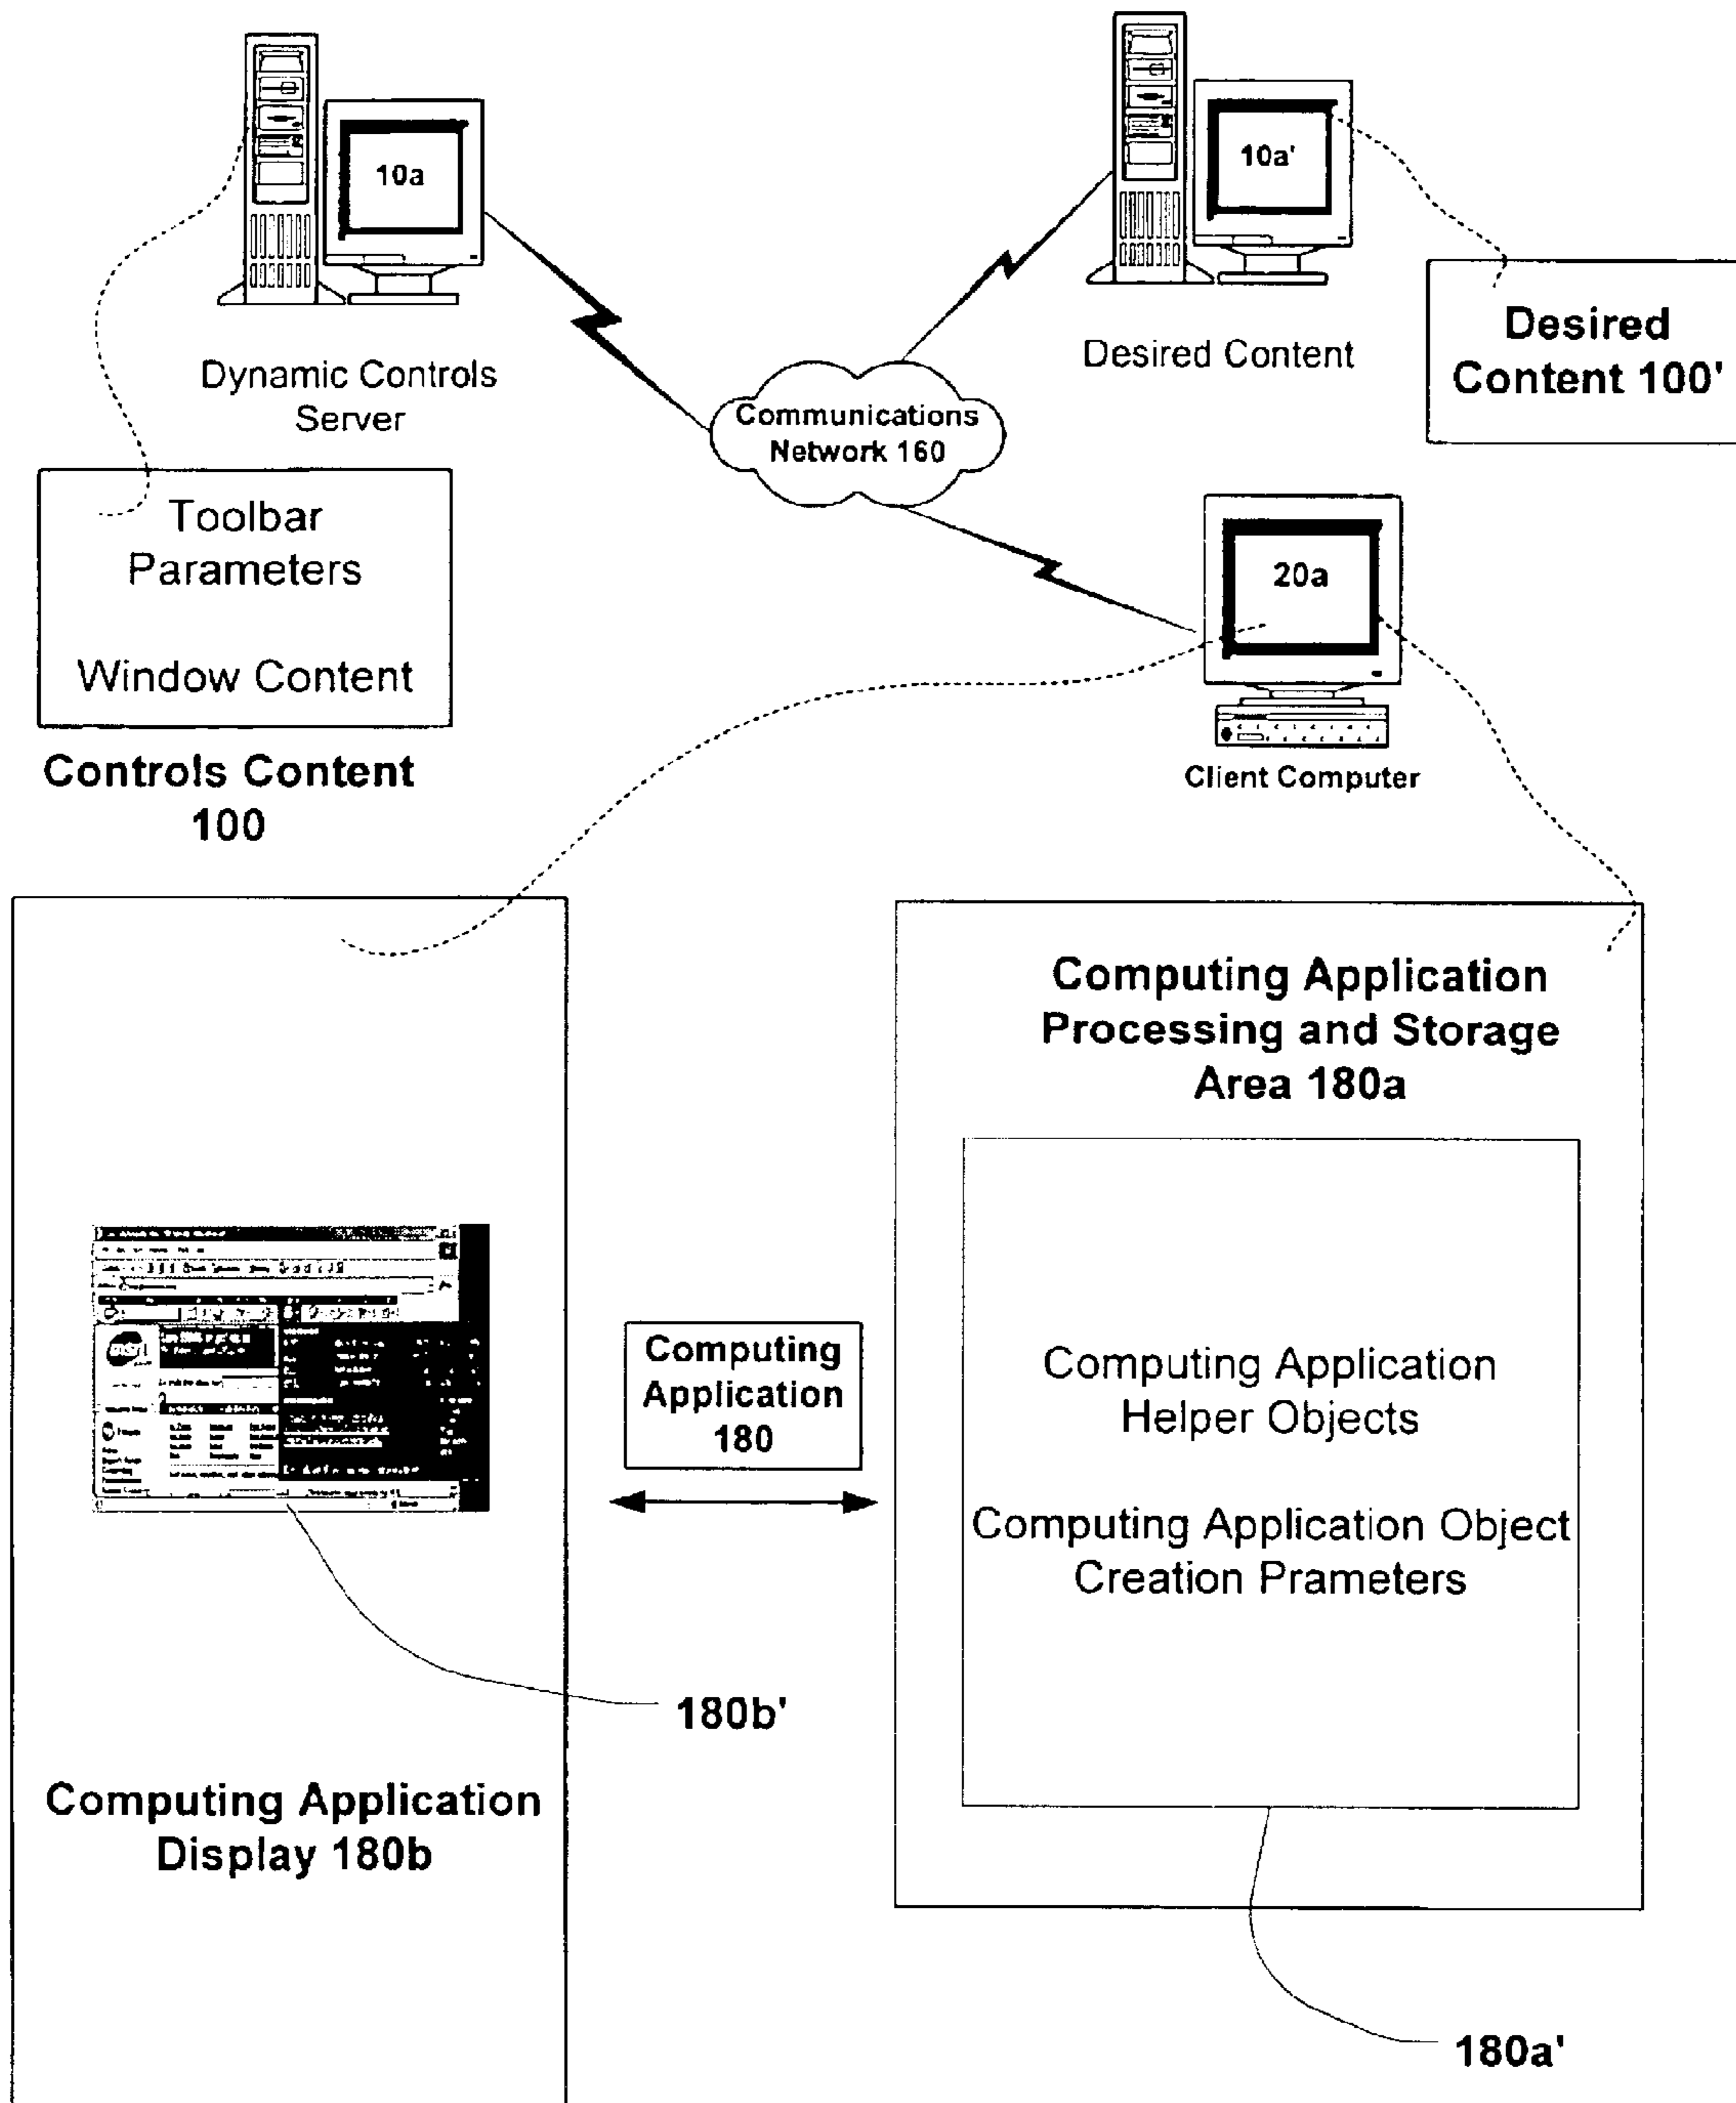 10a
10a'
Dynamic Controls
Server
Desired Content
Desired
Content 100'
Communications
Network 160
Toolbar
Parameters
Window Content
Controls Content
100
20a
Client Computer
Computing Application
Processing and Storage
Area 180a
Computing
Application
180
Computing Application
Helper Objects
Computing Application Object
Creation Prameters
180b'
Computing Application
Display 180b
180a'